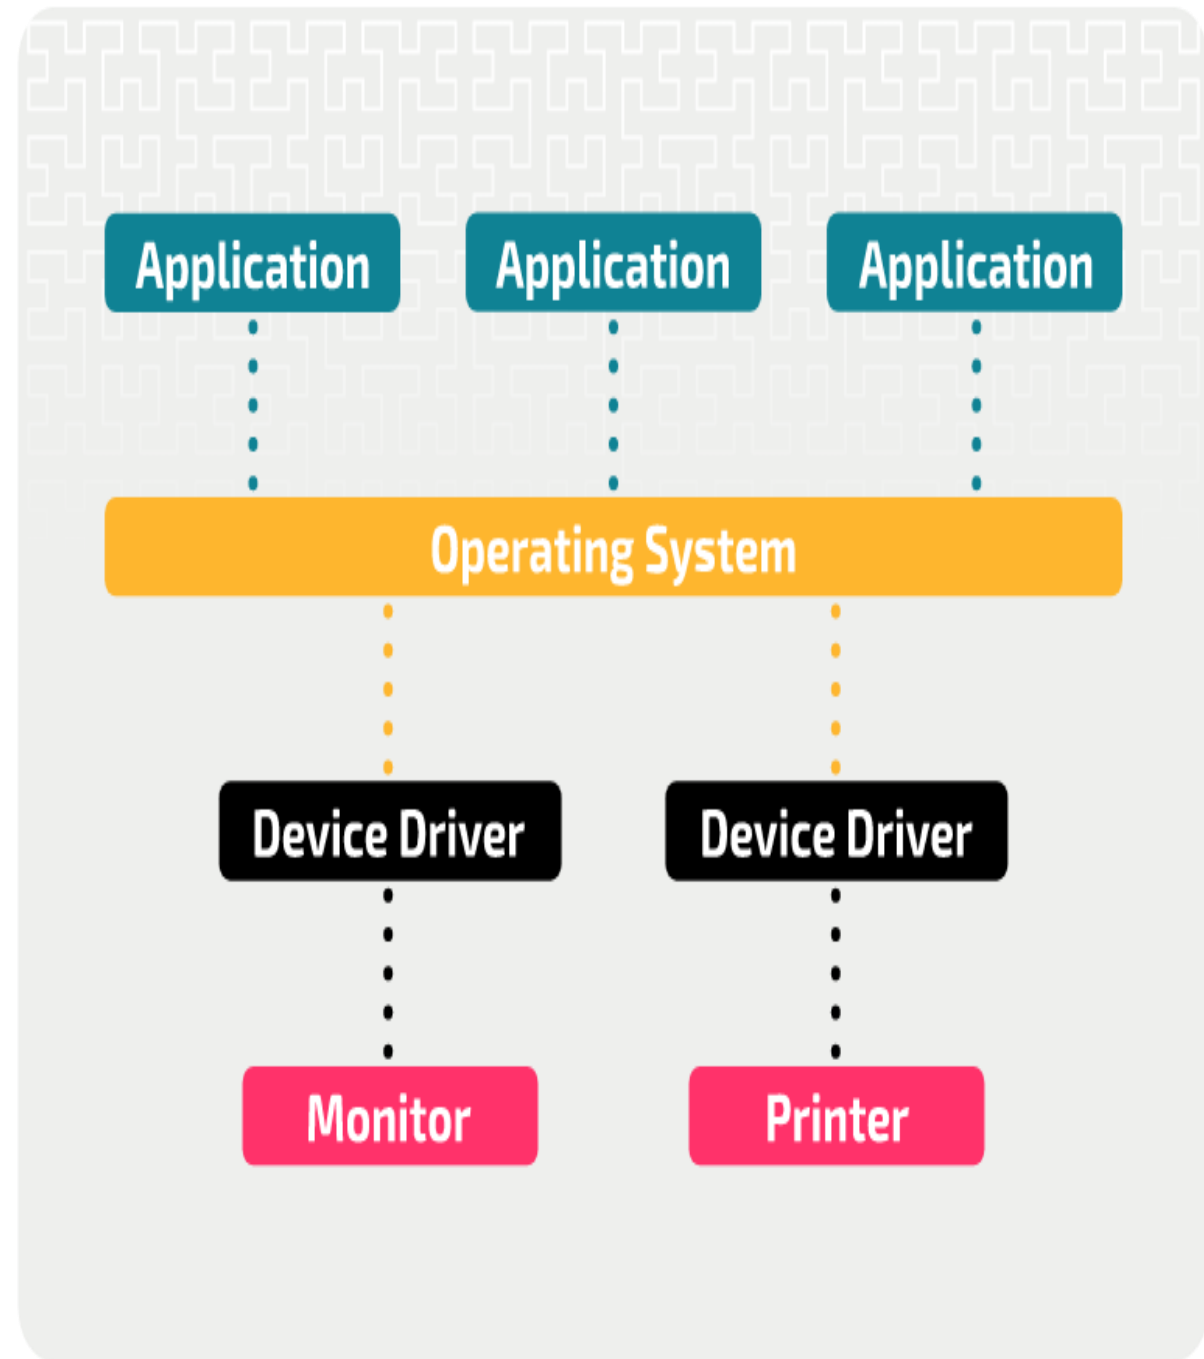 Application
Application
Application
Operating System
Device Driver
Device Driver
Monitor
Printer